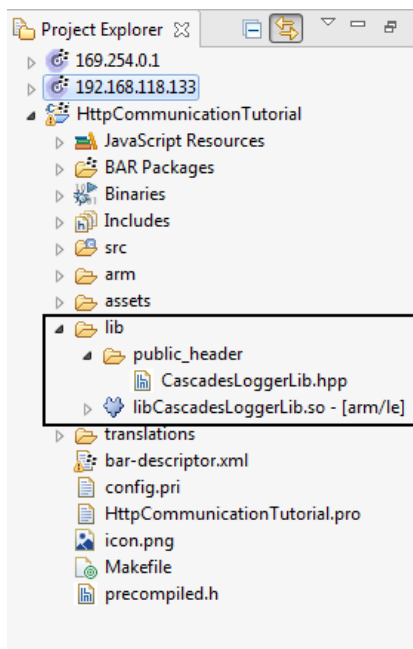 Project Explorer
169.254.0.1
192.168.118.133
HttpCommunicationTutorial
JavaScript Resources
BAR Packages
Binaries
Includes
src
arm
assets
lib
public_header
CascadesLoggerLib.hpp
libCascadesLoggerLib.so - [arm/le]
translations
bar-descriptor.xml
config.pri
HttpCommunicationTutorial.pro
icon.png
Makefile
precompiled.h